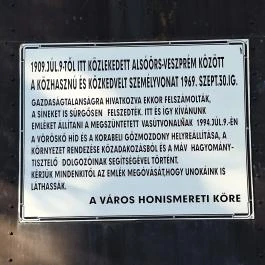 1909.JÚL.9-TŐL ITT KÖZLEKEDETT ALSÓÖRS-VESZPRÉM KÖZÖTT
A KÖZHASZNÚ ÉS KÖZKEDVELT SZEMÉLYVONAT 1969. SZEPT.30.IG.
GAZDASÁGTALANSÁGRA HIVATKOZVA EKKOR FELSZÁMOLTÁK,
A SÍNEKET IS SÜRGŐSEN FELSZEDTÉK. ITT ÉS ÍGY KÍVÁNUNK
EMLÉKET ÁLLÍTANI A MEGSZÜNTETETT VASÚTVONALNAK 1994.JÚL.9.-ÉN
A VÖRÖSKŐ HÍD ÉS A KORABELI GŐZMOZDONY HELYREÁLLÍTÁSA, A
KÖRNYEZET RENDEZÉSE KÖZADAKOZÁSBÓL ÉS A MÁV HAGYOMÁNY-
TISZTELŐ DOLGOZÓINAK SEGÍTSÉGÉVEL TÖRTÉNT.
KÉRJÜK MINDENKITŐL AZ EMLÉK MEGÓVÁSÁT,HOGY UNOKÁINK IS
LÁTHASSÁK.
A VÁROS HONISMERETI KÖRE